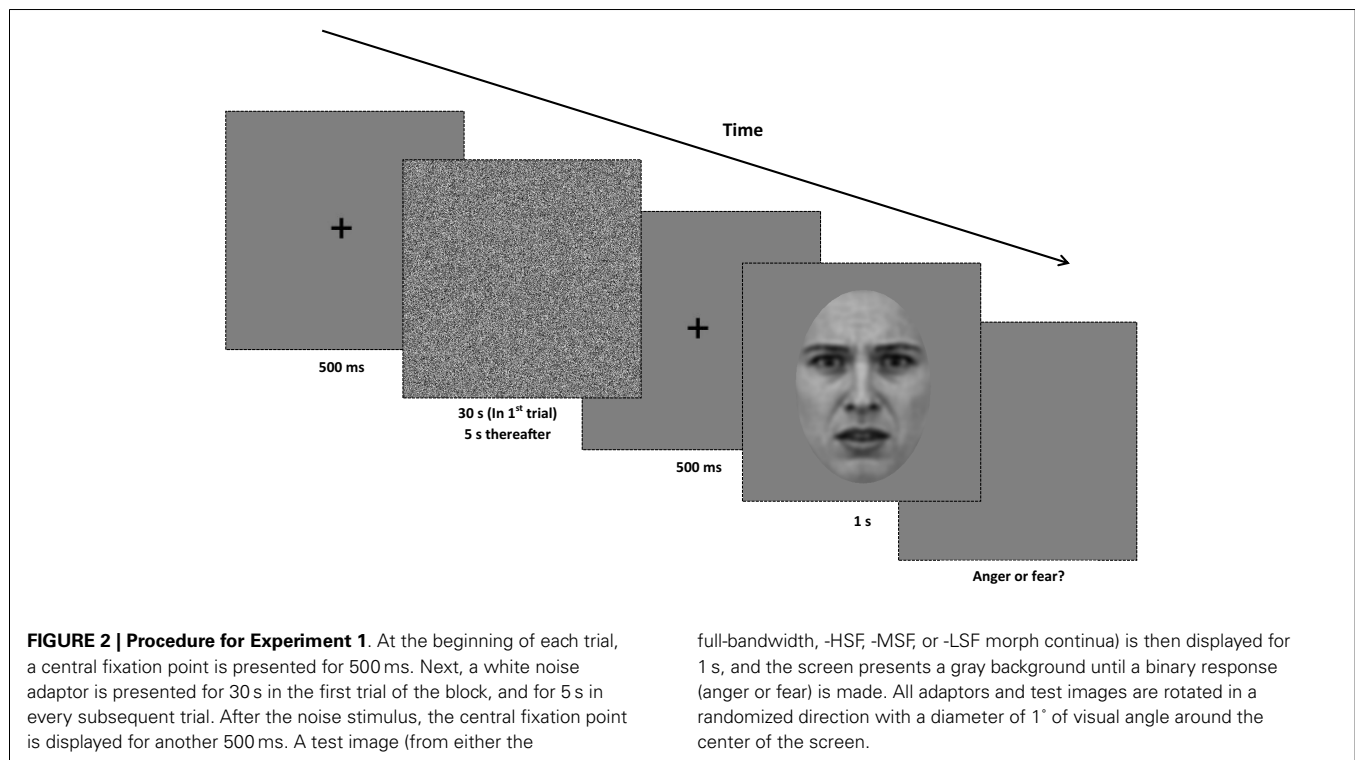 Time
500 ms
30 s (In 1st trial)
5 s thereafter
500 ms
1 s
Anger or fear?
FIGURE 2 | Procedure for Experiment 1. At the beginning of each trial,
a central fixation point is presented for 500 ms. Next, a white noise
adaptor is presented for 30 s in the first trial of the block, and for 5 s in
every subsequent trial. After the noise stimulus, the central fixation point
is displayed for another 500 ms. A test image (from either the
full-bandwidth, -HSF, -MSF, or -LSF morph continua) is then displayed for
1 s, and the screen presents a gray background until a binary response
(anger or fear) is made. All adaptors and test images are rotated in a
randomized direction with a diameter of 1° of visual angle around the
center of the screen.